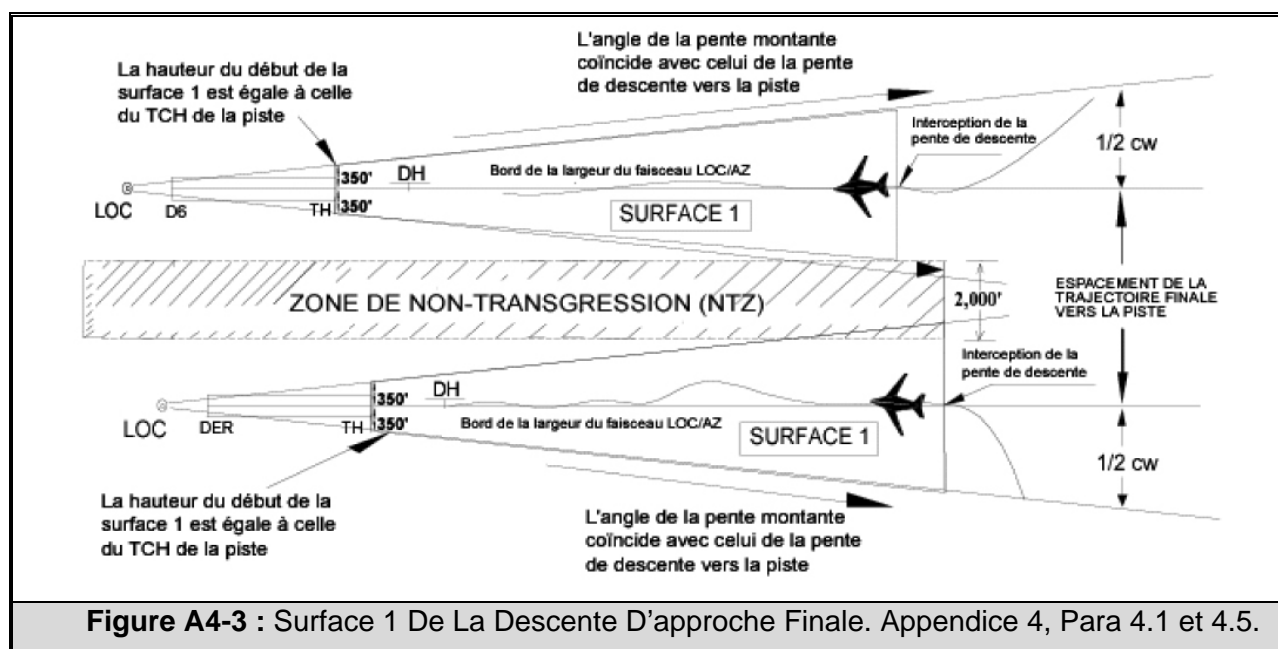 L'angle de la pente montante
coïncide avec celui de la pente
de descente vers la piste
La hauteur du début de la
surface 1 est égale à celle
du TCH de la piste
Interception de la
pente de descente
1/2 cw
350'
DH
Bord de la largeur du faisceau LOC/AZ
LOC
D6
TH
350'
SURFACE 1
ZONE DE NON-TRANSGRESSION (NTZ)
2,000'
ESPACEMENT DE LA
TRAJECTOIRE FINALE
VERS LA PISTE
Interception de la
pente de descente
350'
DH
LOC
DER
TH
350'
Bord de la largeur du faisceau LOC/AZ
SURFACE 1
1/2 cw
La hauteur du début de la
surface 1 est égale à celle
du TCH de la piste
L'angle de la pente montante
coïncide avec celui de la pente
de descente vers la piste
Figure A4-3 : Surface 1 De La Descente D'approche Finale. Appendice 4, Para 4.1 et 4.5.